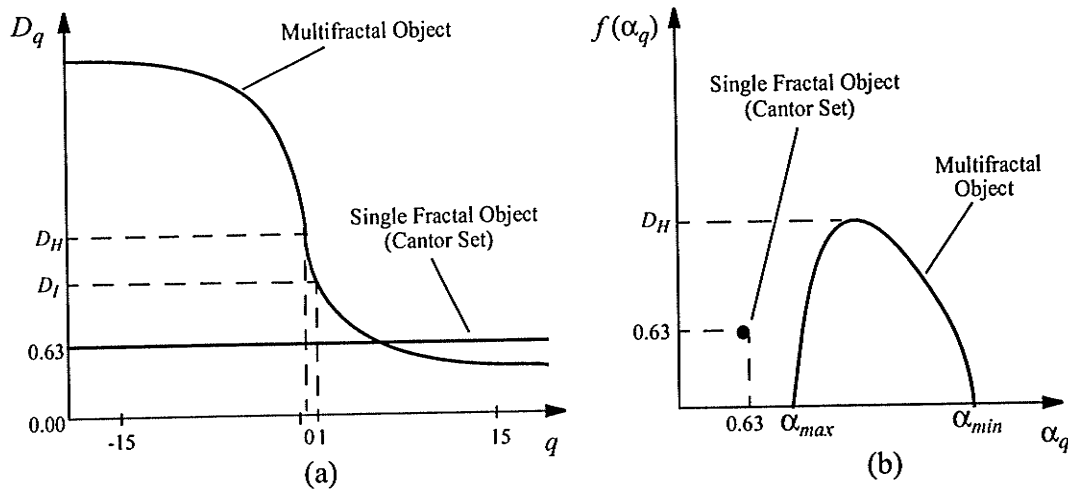 D_q
Multifractal Object
Single Fractal Object
(Cantor Set)
D_H
D_I
0.63
0.00
-15
0 1
15
q
(a)
f(α_q)
Single Fractal Object
(Cantor Set)
Multifractal
Object
D_H
0.63
0.63
α_max
α_min
α_q
(b)